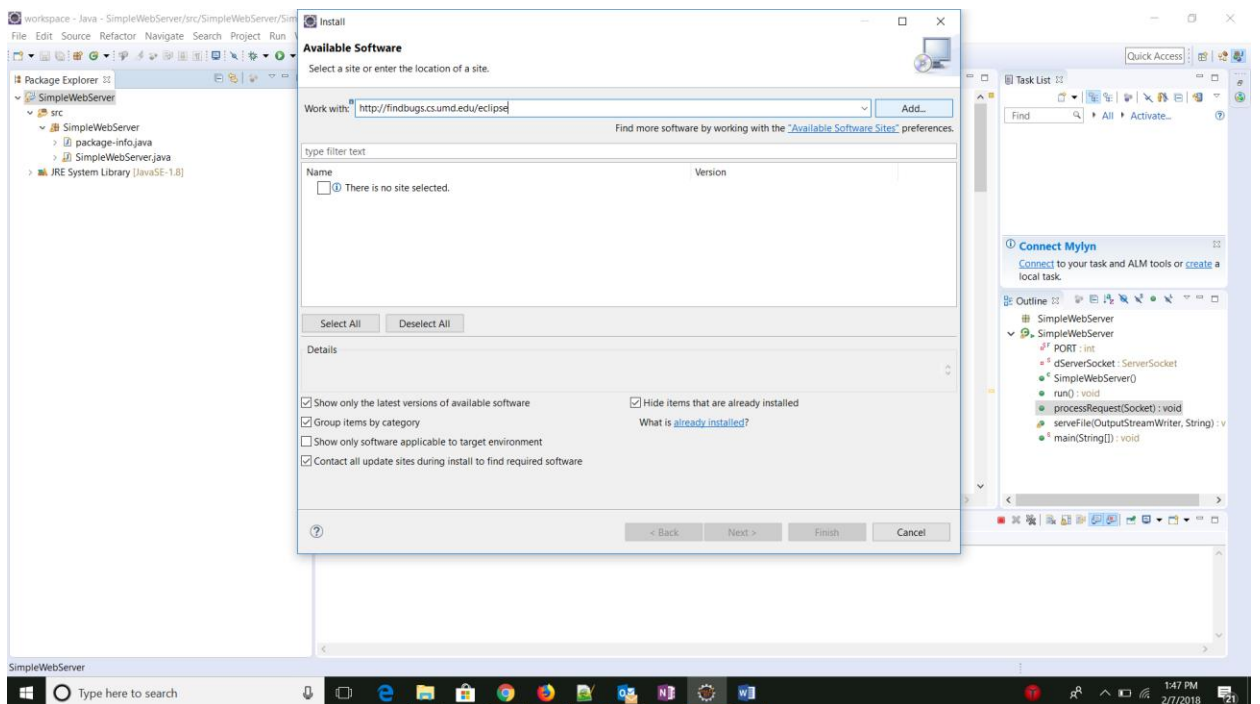 workspace - Java - SimpleWebServer/src/SimpleWebServer/Sim
File Edit Source Refactor Navigate Search Project Run
Quick Access
Package Explorer
SimpleWebServer
src
SimpleWebServer
package-info.java
SimpleWebServer.java
JRE System Library [JavaSE-1.8]
Install
Available Software
Select a site or enter the location of a site.
Work with: http://findbugs.cs.umd.edu/eclipse
Add...
Find more software by working with the "Available Software Sites" preferences.
type filter text
Name Version
There is no site selected.
Select All Deselect All
Details
Show only the latest versions of available software
Hide items that are already installed
Group items by category
What is already installed?
Show only software applicable to target environment
Contact all update sites during install to find required software
< Back Next > Finish Cancel
Task List
Find All Activate...
Connect Mylyn
Connect to your task and ALM tools or create a
local task.
Outline
SimpleWebServer
SimpleWebServer
PORT : int
dServerSocket : ServerSocket
SimpleWebServer()
run() : void
processRequest(Socket) : void
serveFile(OutputStreamWriter, String) : v
main(String[]) : void
SimpleWebServer
Type here to search
1:47 PM
2/7/2018
21